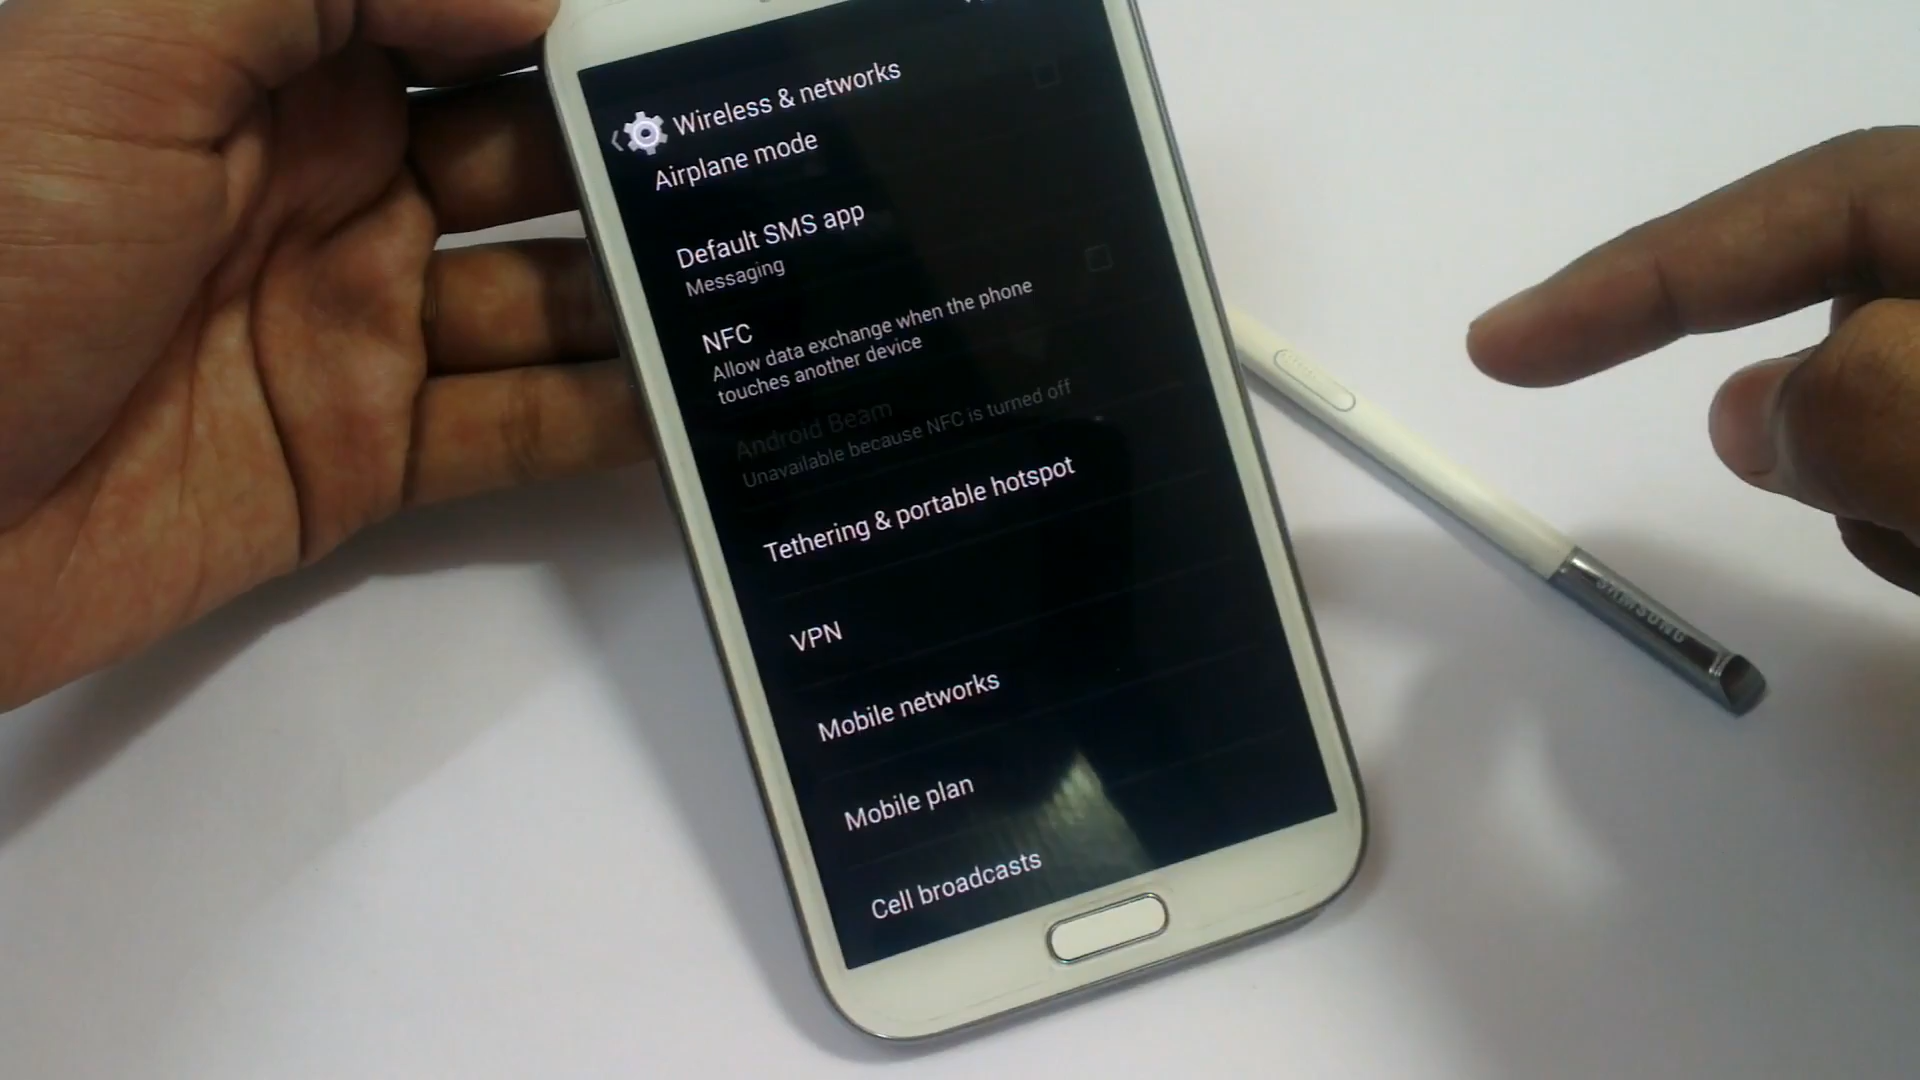 Wireless & networks
Airplane mode
Default SMS app
Messaging
NFC
Allow data exchange when the phone
touches another device
Android Beam
Unavailable because NFC is turned off
Tethering & portable hotspot
VPN
Mobile networks
Mobile plan
Cell broadcasts
SAMSUNG